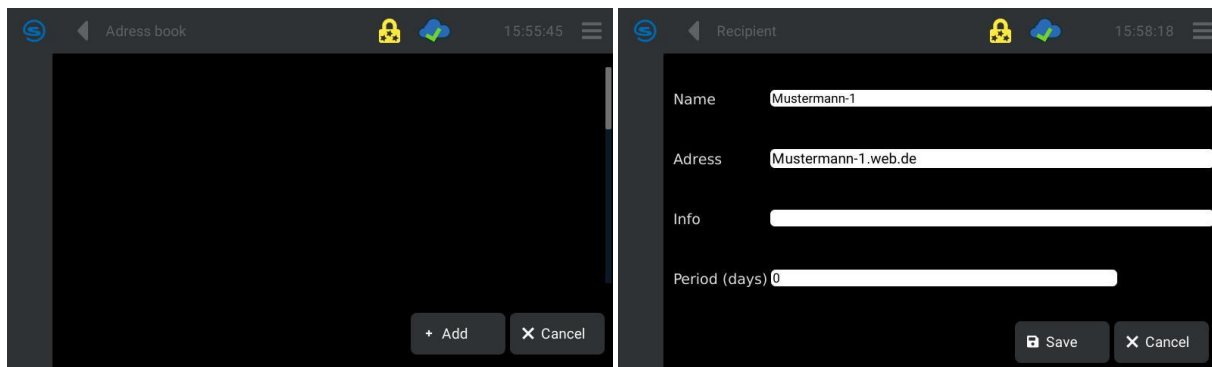 Adress book 15:55:45
+ Add × Cancel
Recipient 15:58:18
Name Mustermann-1
Adress Mustermann-1.web.de
Info
Period (days) 0
Save × Cancel